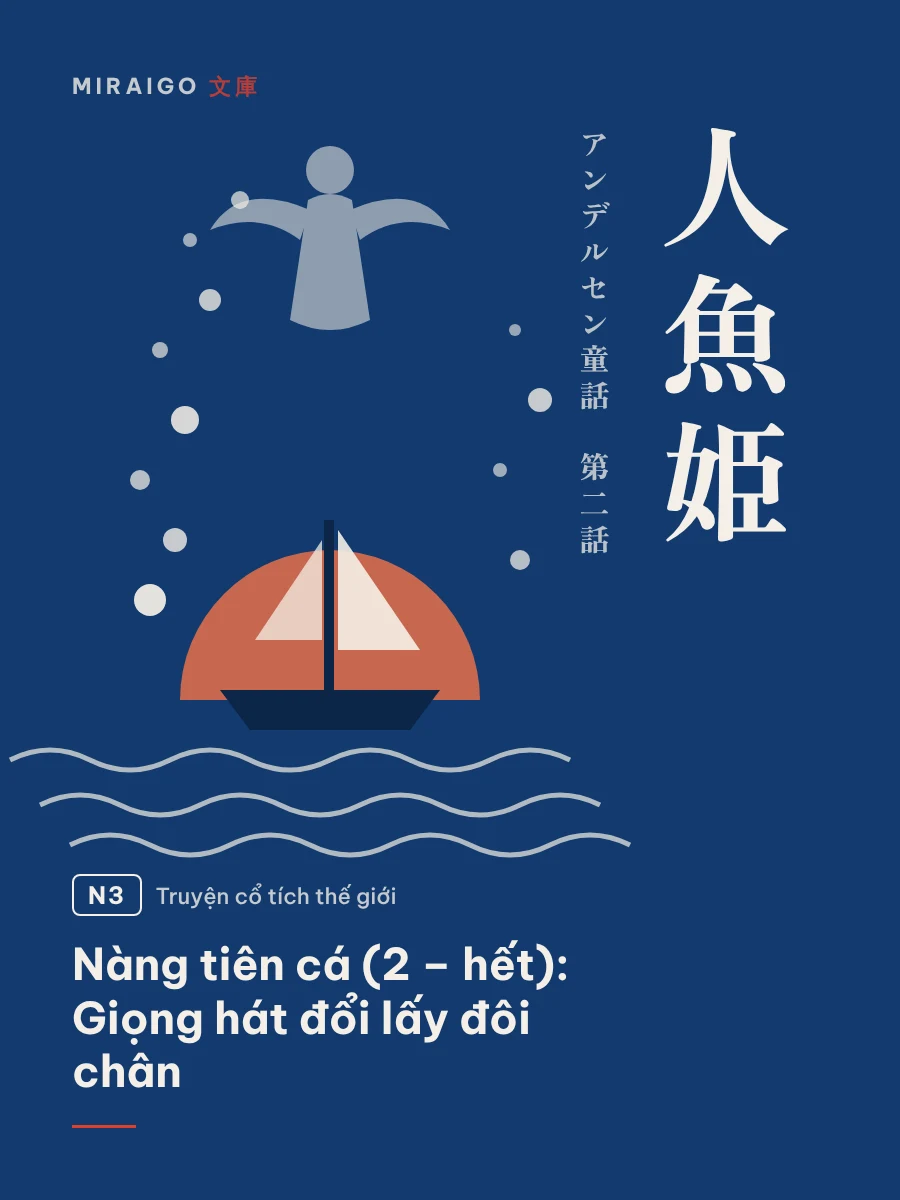 MIRAIGO 文庫
人魚姫
アンデルセン童話 第二話
N3 Truyện cổ tích thế giới
Nàng tiên cá (2 – hết):
Giọng hát đổi lấy đôi
chân